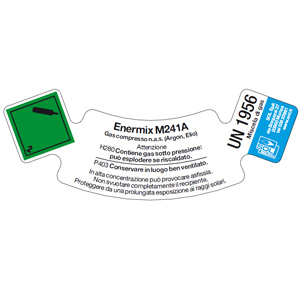 2
Enermix M241A
Gas compresso n.a.s. (Argon, Elio)
Attenzione
H280 Contiene gas sotto pressione:
può esplodere se riscaldato.
P403 Conservare in luogo ben ventilato.
In alta concentrazione può provocare asfissia.
Non svuotare completamente il recipiente.
Proteggere da una prolungata esposizione ai raggi solari.
UN 1956
Miscela di gas